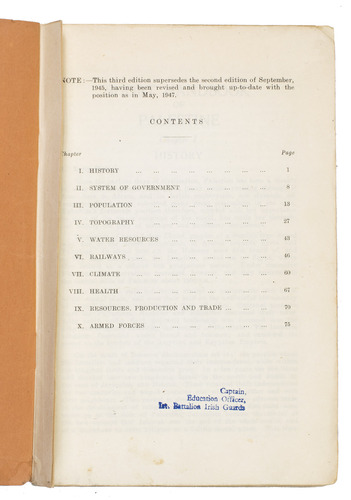 NOTE :—This third edition supersedes the second edition of September,
1945, having been revised and brought up-to-date with the
position as in May, 1947.
CONTENTS
Chapter Page
I. HISTORY ... ... ... ... ... ... ... 1
II. SYSTEM OF GOVERNMENT ... ... ... ... 8
III. POPULATION ... ... ... ... ... ... 13
IV. TOPOGRAPHY ... ... ... ... ... ... 27
V. WATER RESOURCES ... ... ... ... ... 43
VI. RAILWAYS ... ... ... ... ... ... ... 46
VII. CLIMATE ... ... ... ... ... ... ... 60
VIII. HEALTH ... ... ... ... ... ... ... 67
IX. RESOURCES, PRODUCTION AND TRADE ... ... ... 70
X. ARMED FORCES ... ... ... ... ... ... 75
Captain,
Education Officer,
1st. Battalion Irish Guards